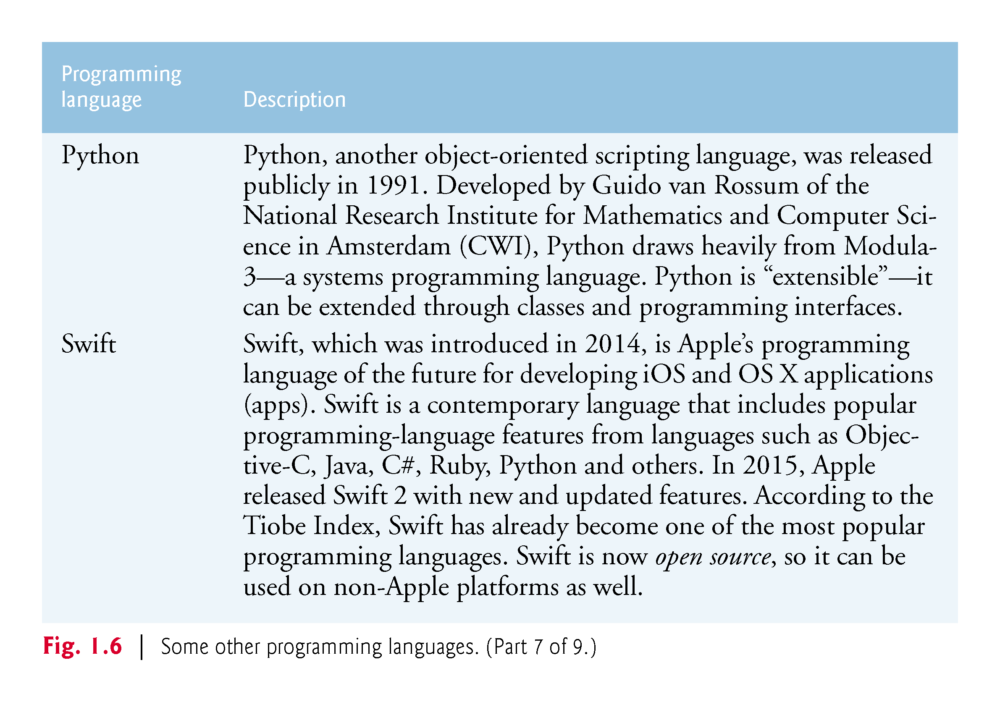 Programming
language Description
Python Python, another object-oriented scripting language, was released
publicly in 1991. Developed by Guido van Rossum of the
National Research Institute for Mathematics and Computer Sci-
ence in Amsterdam (CWI), Python draws heavily from Modula-
3—a systems programming language. Python is “extensible”—it
can be extended through classes and programming interfaces.
Swift Swift, which was introduced in 2014, is Apple’s programming
language of the future for developing iOS and OS X applications
(apps). Swift is a contemporary language that includes popular
programming-language features from languages such as Objec-
tive-C, Java, C#, Ruby, Python and others. In 2015, Apple
released Swift 2 with new and updated features. According to the
Tiobe Index, Swift has already become one of the most popular
programming languages. Swift is now open source, so it can be
used on non-Apple platforms as well.
Fig. 1.6 | Some other programming languages. (Part 7 of 9.)